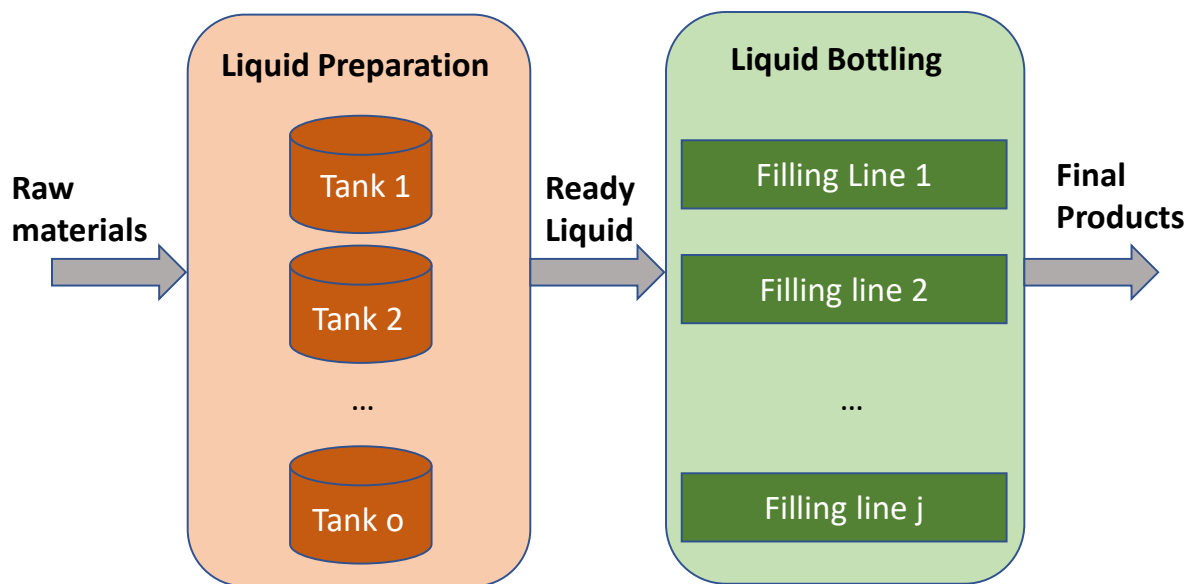 Raw
materials
Liquid Preparation
Tank 1
Tank 2
...
Tank o
Ready
Liquid
Liquid Bottling
Filling Line 1
Filling line 2
...
Filling line j
Final
Products